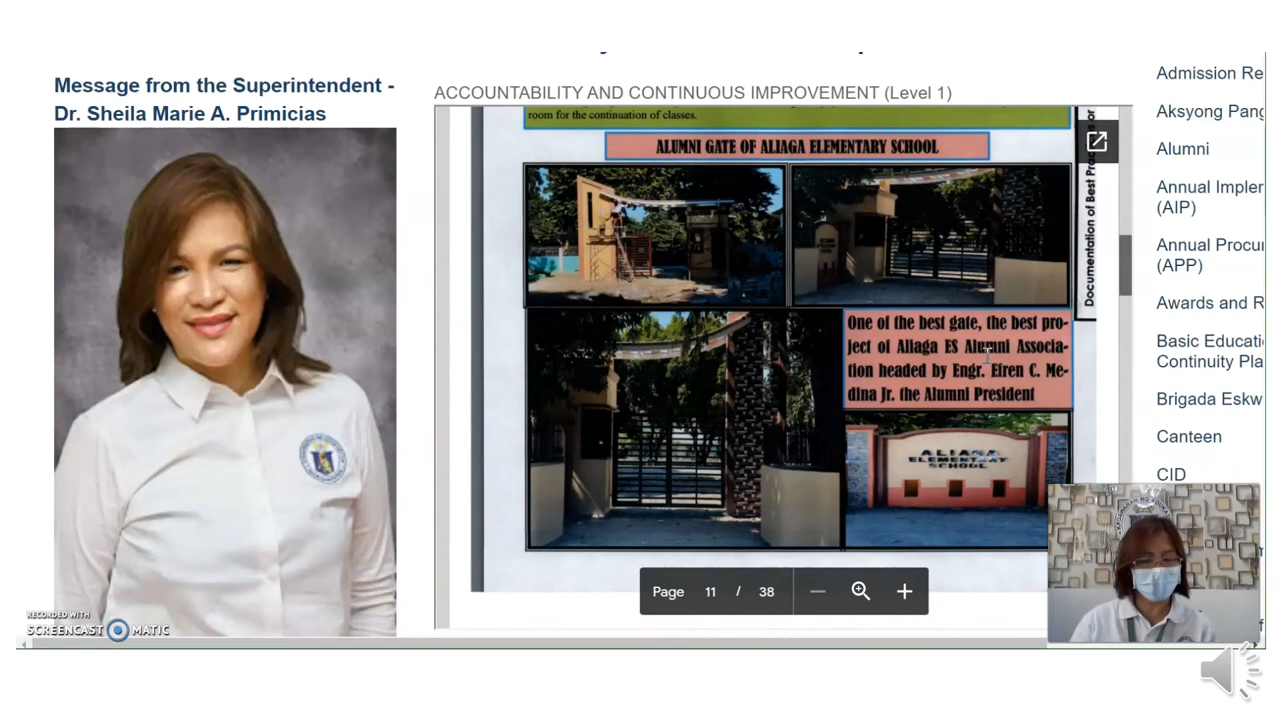 Message from the Superintendent -
Dr. Sheila Marie A. Primicias
RECORDED WITH
SCREENCAST MATIC
ACCOUNTABILITY AND CONTINUOUS IMPROVEMENT (Level 1)
room for the continuation of classes.
ALUMNI GATE OF ALIAGA ELEMENTARY SCHOOL
One of the best gate, the best pro-
ject of Aliaga ES Alumni Associa-
tion headed by Engr. Eiren C. Me-
dina Jr. the Alumni President
ALIAGA
ELEMENTARY
SCHOOL
Documentation of Best
Page 11 / 38
Admission Re
Aksyong Pang
Alumni
Annual Impler
(AIP)
Annual Procu
(APP)
Awards and R
Basic Educati
Continuity Pla
Brigada Eskw
Canteen
CID